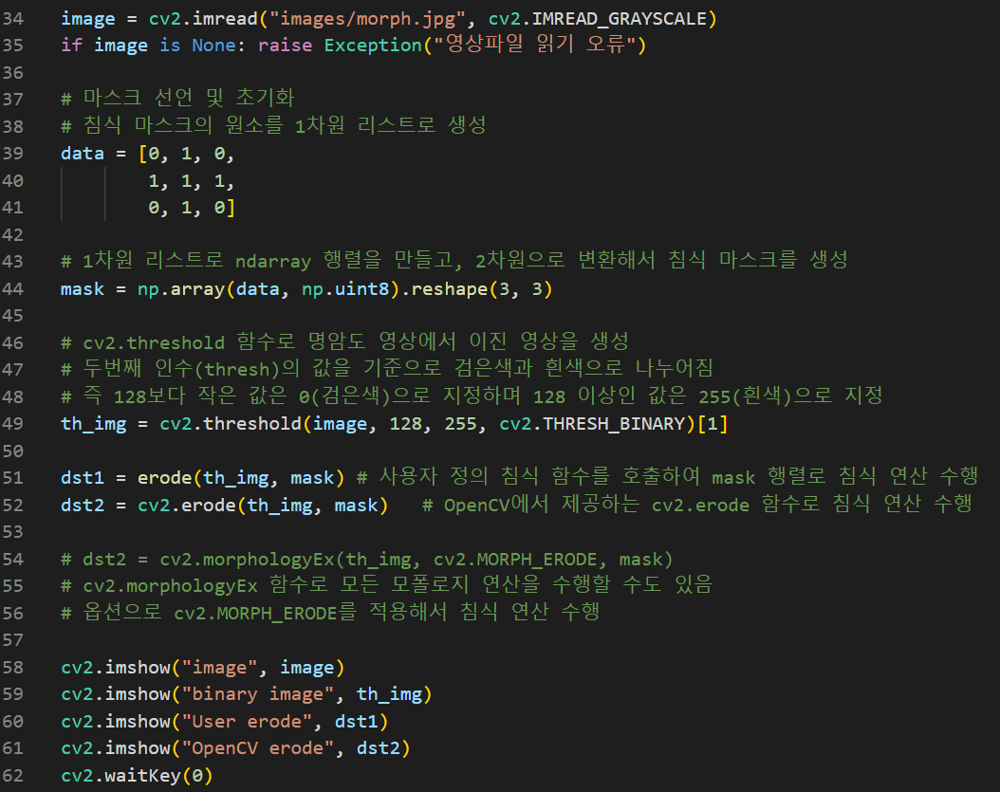 34 image = cv2.imread("images/morph.jpg", cv2.IMREAD_GRAYSCALE)
35 if image is None: raise Exception("영상파일 읽기 오류")
36
37 # 마스크 선언 및 초기화
38 # 침식 마스크의 원소를 1차원 리스트로 생성
39 data = [0, 1, 0,
40         1, 1, 1,
41         0, 1, 0]
42
43 # 1차원 리스트로 ndarray 행렬을 만들고, 2차원으로 변환해서 침식 마스크를 생성
44 mask = np.array(data, np.uint8).reshape(3, 3)
45
46 # cv2.threshold 함수로 명암도 영상에서 이진 영상을 생성
47 # 두번째 인수(thresh)의 값을 기준으로 검은색과 흰색으로 나누어짐
48 # 즉 128보다 작은 값은 0(검은색)으로 지정하며 128 이상인 값은 255(흰색)으로 지정
49 th_img = cv2.threshold(image, 128, 255, cv2.THRESH_BINARY)[1]
50
51 dst1 = erode(th_img, mask) # 사용자 정의 침식 함수를 호출하여 mask 행렬로 침식 연산 수행
52 dst2 = cv2.erode(th_img, mask)   # OpenCV에서 제공하는 cv2.erode 함수로 침식 연산 수행
53
54 # dst2 = cv2.morphologyEx(th_img, cv2.MORPH_ERODE, mask)
55 # cv2.morphologyEx 함수로 모든 모폴로지 연산을 수행할 수도 있음
56 # 옵션으로 cv2.MORPH_ERODE를 적용해서 침식 연산 수행
57
58 cv2.imshow("image", image)
59 cv2.imshow("binary image", th_img)
60 cv2.imshow("User erode", dst1)
61 cv2.imshow("OpenCV erode", dst2)
62 cv2.waitKey(0)